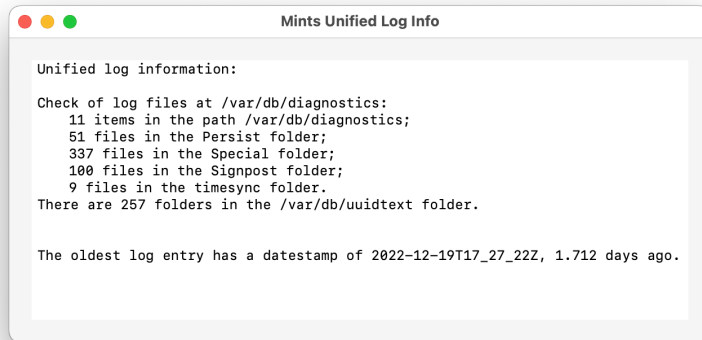 Mints Unified Log Info
Unified log information:
Check of log files at /var/db/diagnostics:
11 items in the path /var/db/diagnostics;
51 files in the Persist folder;
337 files in the Special folder;
100 files in the Signpost folder;
9 files in the timesync folder.
There are 257 folders in the /var/db/uuidtext folder.
The oldest log entry has a datestamp of 2022-12-19T17_27_22Z, 1.712 days ago.